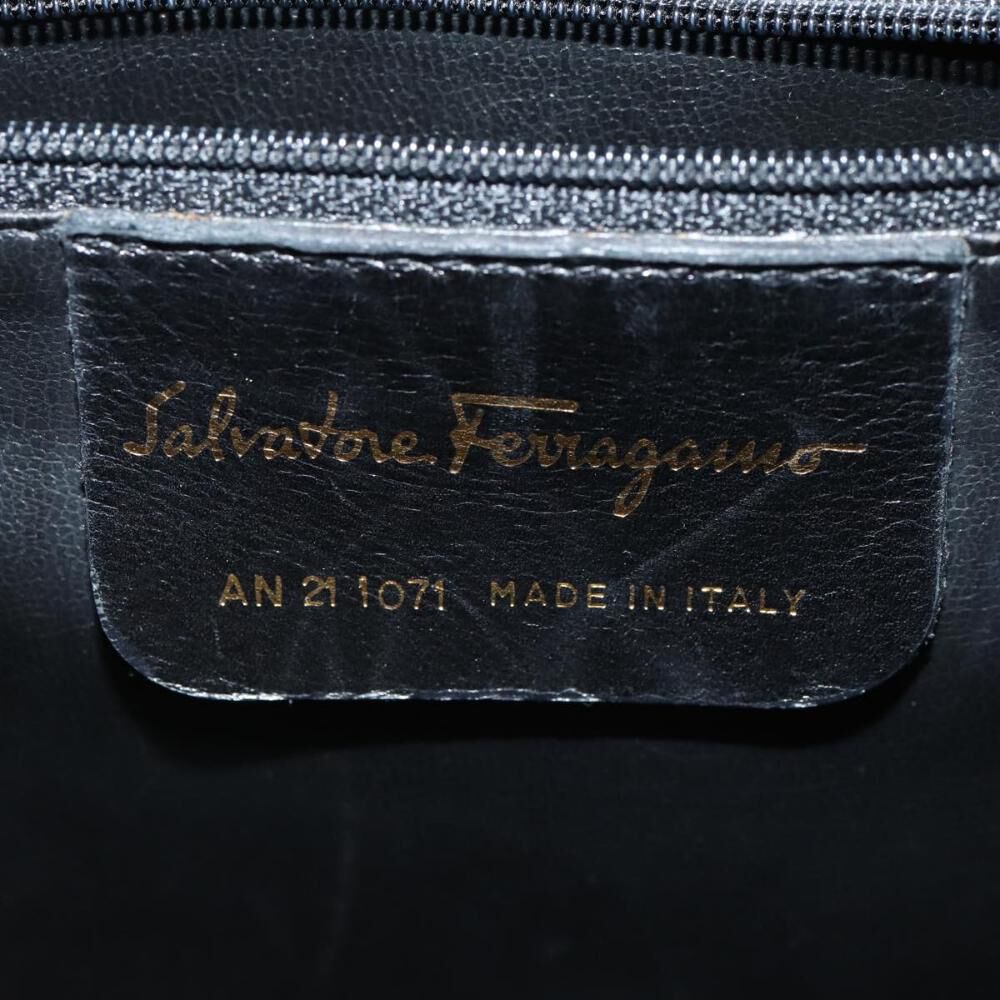 Salvatore Ferragamo
AN 21 1071 MADE IN ITALY